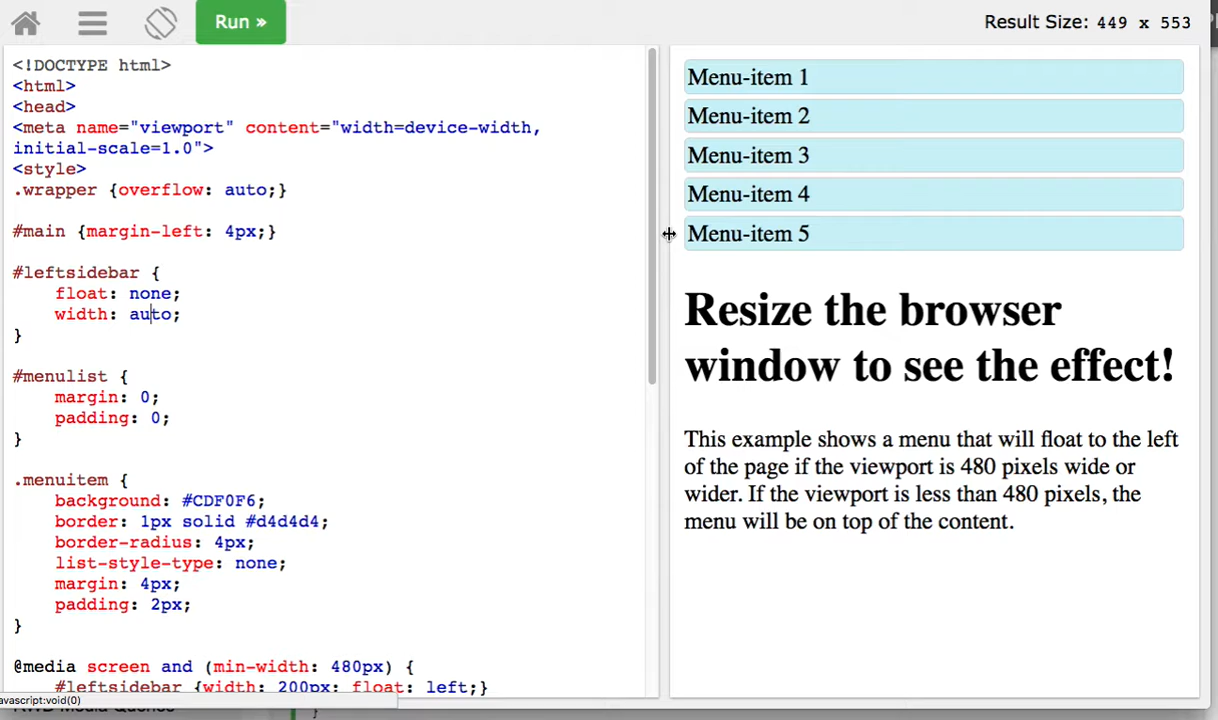 Run »
Result Size: 449 x 553
<!DOCTYPE html>
<html>
<head>
<meta name="viewport" content="width=device-width,
initial-scale=1.0">
<style>
.wrapper {overflow: auto;}
#main {margin-left: 4px;}
#leftsidebar {
float: none;
width: auto;
}
#menulist {
margin: 0;
padding: 0;
}
.menuitem {
background: #CDF0F6;
border: 1px solid #d4d4d4;
border-radius: 4px;
list-style-type: none;
margin: 4px;
padding: 2px;
}
@media screen and (min-width: 480px) {
#leftsidebar {width: 200px; float: left;}
avascript:void(0)
RWD Media Queries
}
Menu-item 1
Menu-item 2
Menu-item 3
Menu-item 4
Menu-item 5
Resize the browser
window to see the effect!
This example shows a menu that will float to the left
of the page if the viewport is 480 pixels wide or
wider. If the viewport is less than 480 pixels, the
menu will be on top of the content.